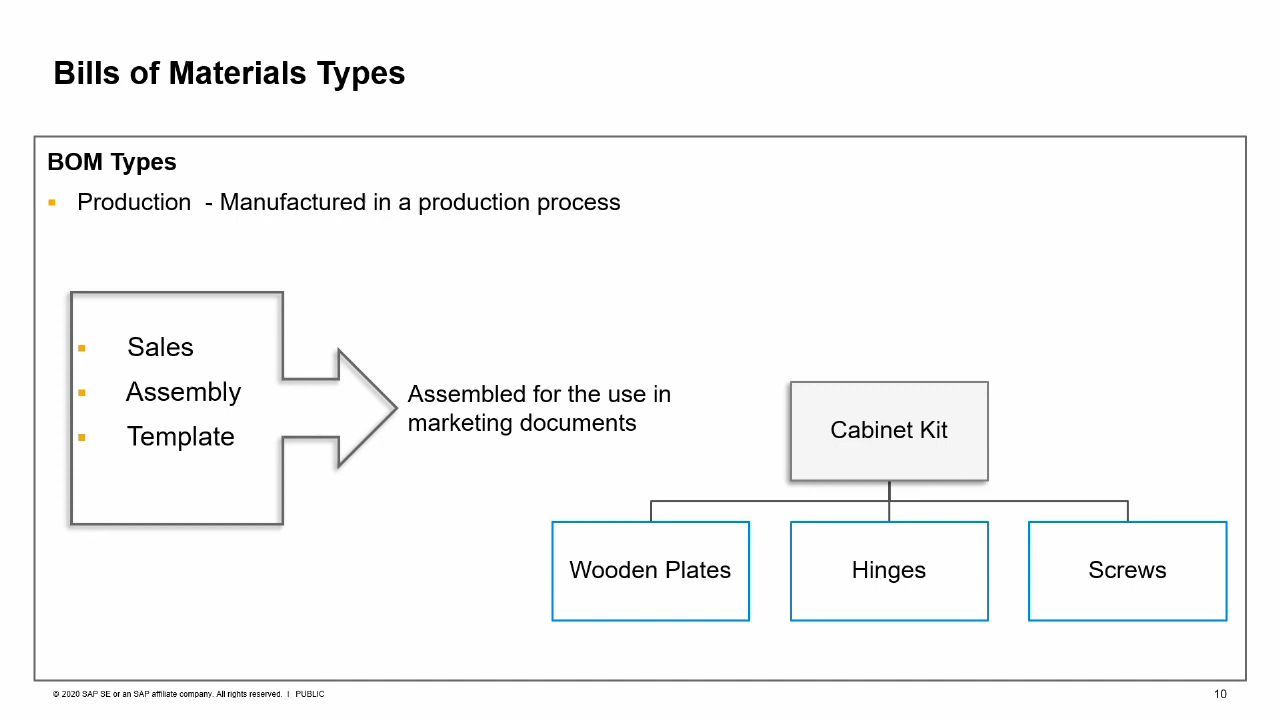 Bills of Materials Types
BOM Types
▪ Production - Manufactured in a production process
▪ Sales
▪ Assembly
▪ Template
Assembled for the use in
marketing documents
Cabinet Kit
Wooden Plates
Hinges
Screws
© 2020 SAP SE or an SAP affiliate company. All rights reserved. I PUBLIC
10